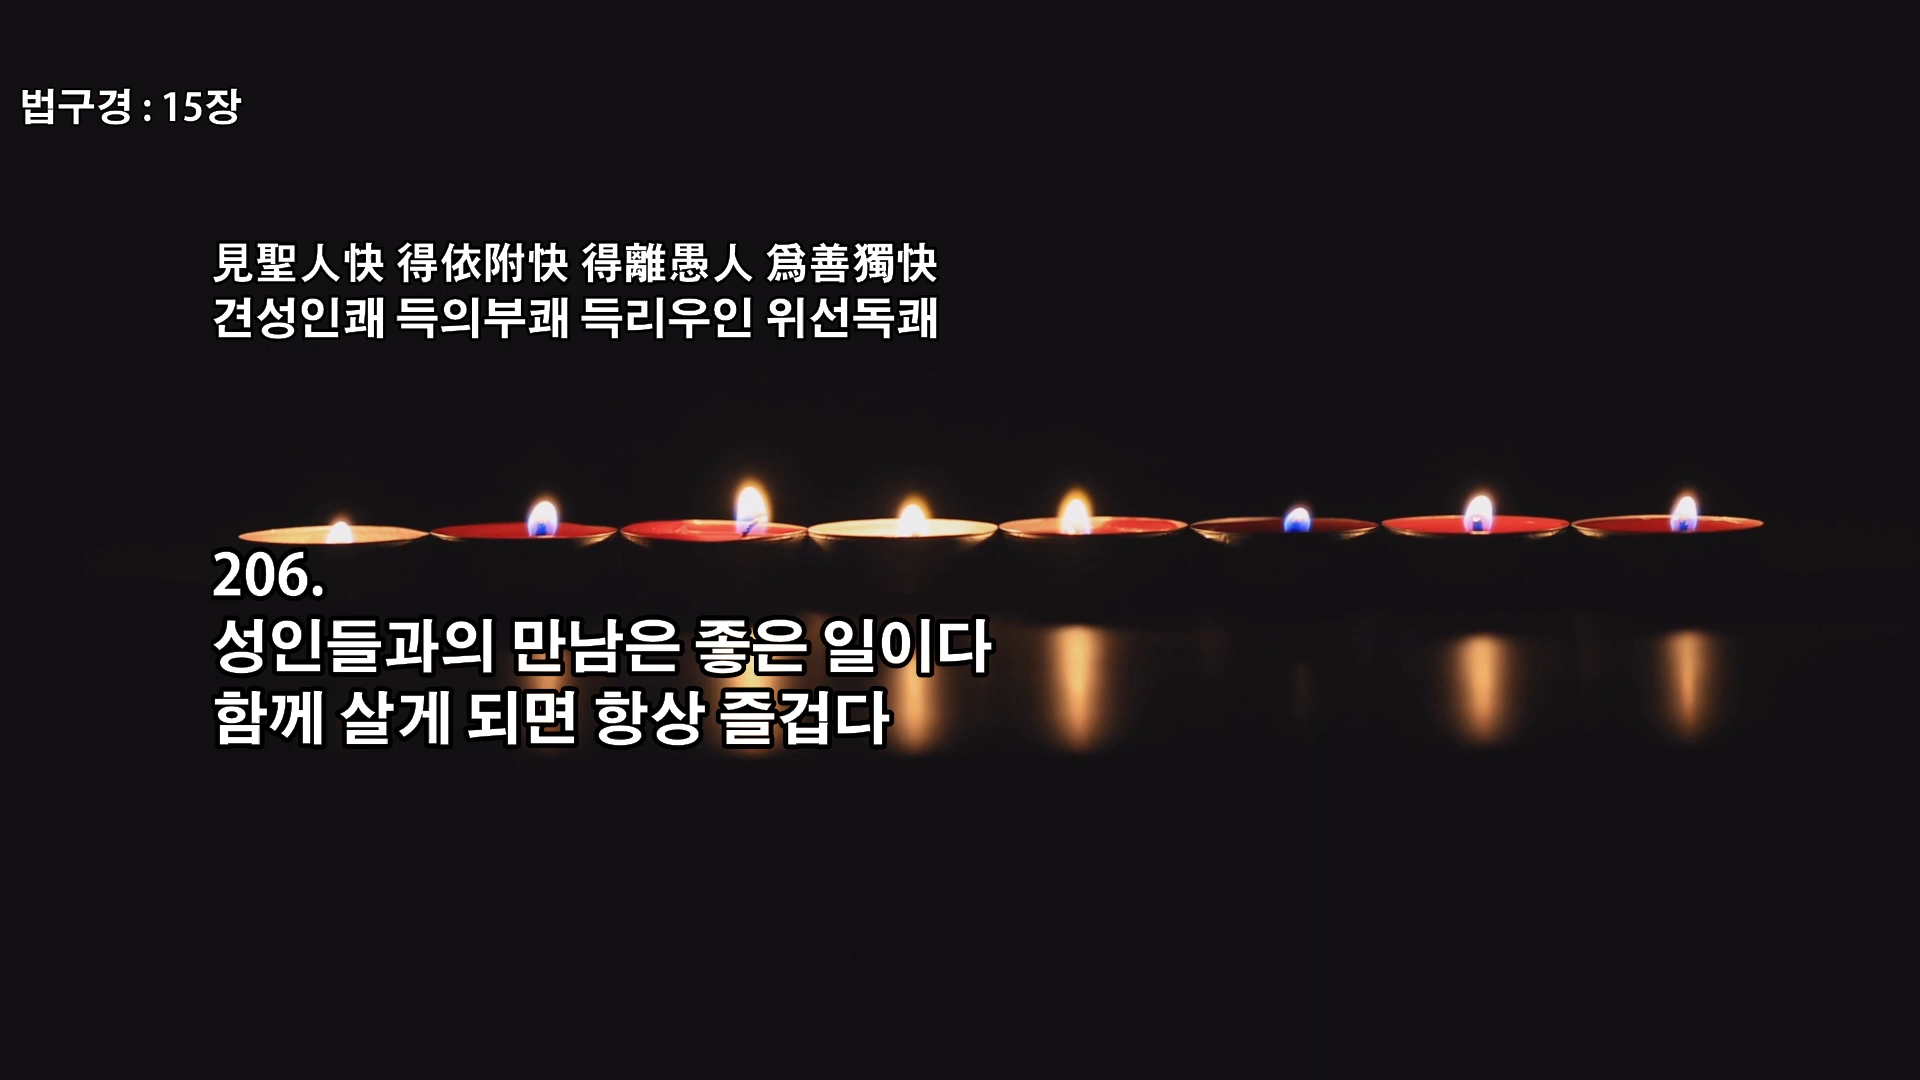 법구경 : 15장
見聖人快 得依附快 得離愚人 爲善獨快
견성인쾌 득의부쾌 득리우인 위선독쾌
206.
성인들과의 만남은 좋은 일이다
함께 살게 되면 항상 즐겁다